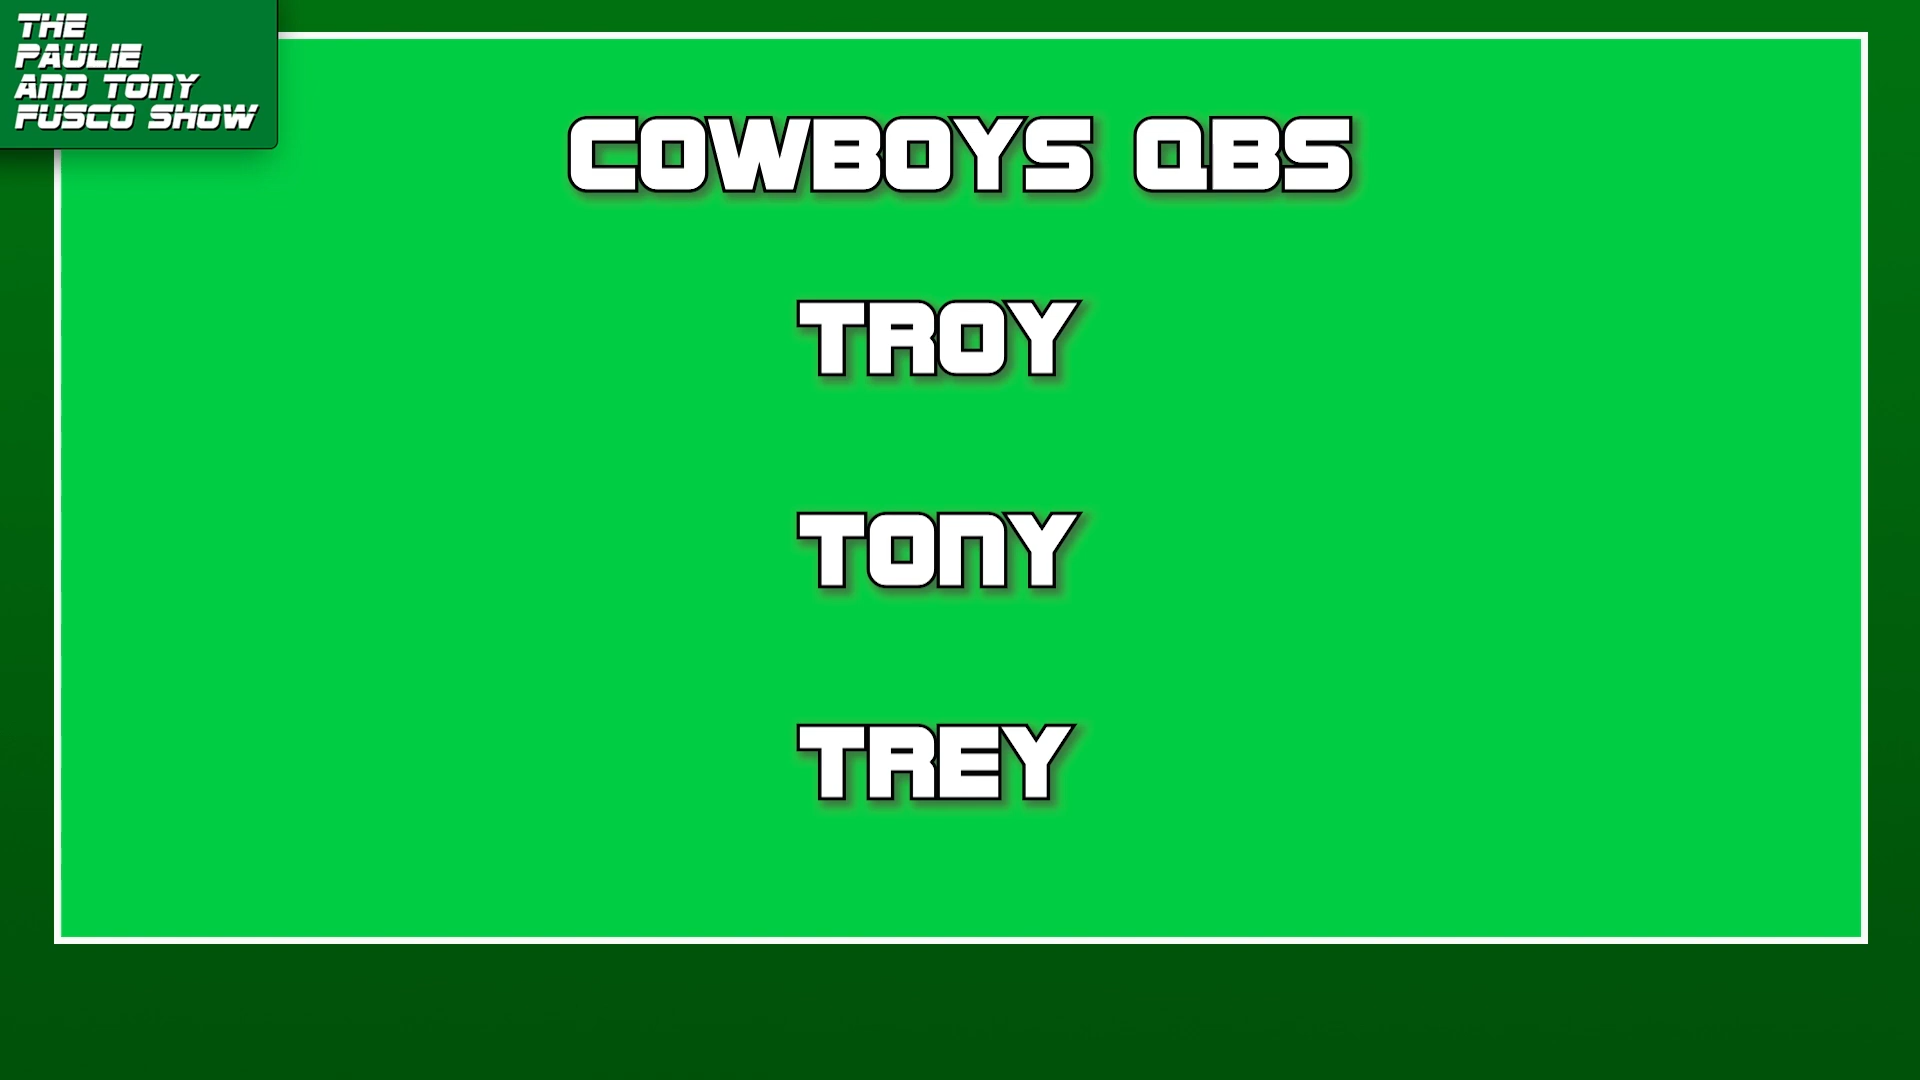 THE
PAULIE
AND TONY
FUSCO SHOW
COWBOYS QBS
TROY
TONY
TREY